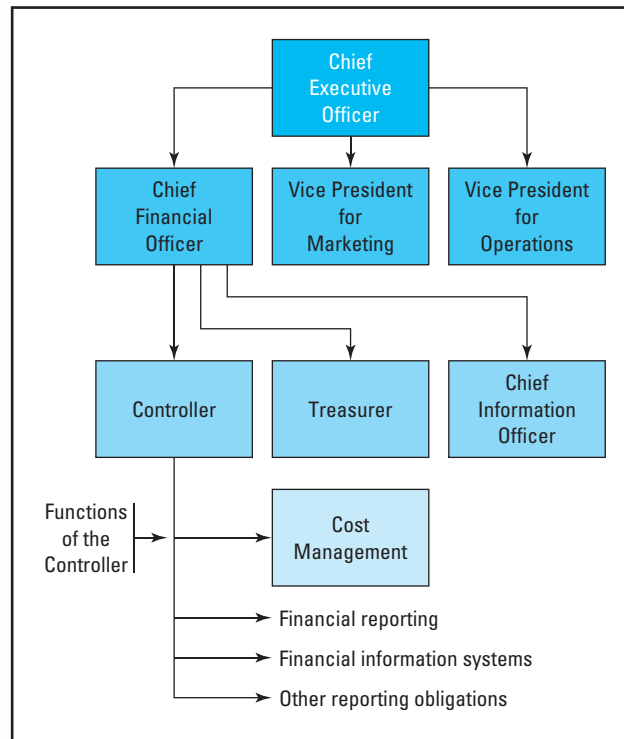 Chief
Executive
Officer
Chief
Financial
Officer
Vice President
for
Marketing
Vice President
for
Operations
Controller
Treasurer
Chief
Information
Officer
Functions
of the
Controller
Cost
Management
Financial reporting
Financial information systems
Other reporting obligations